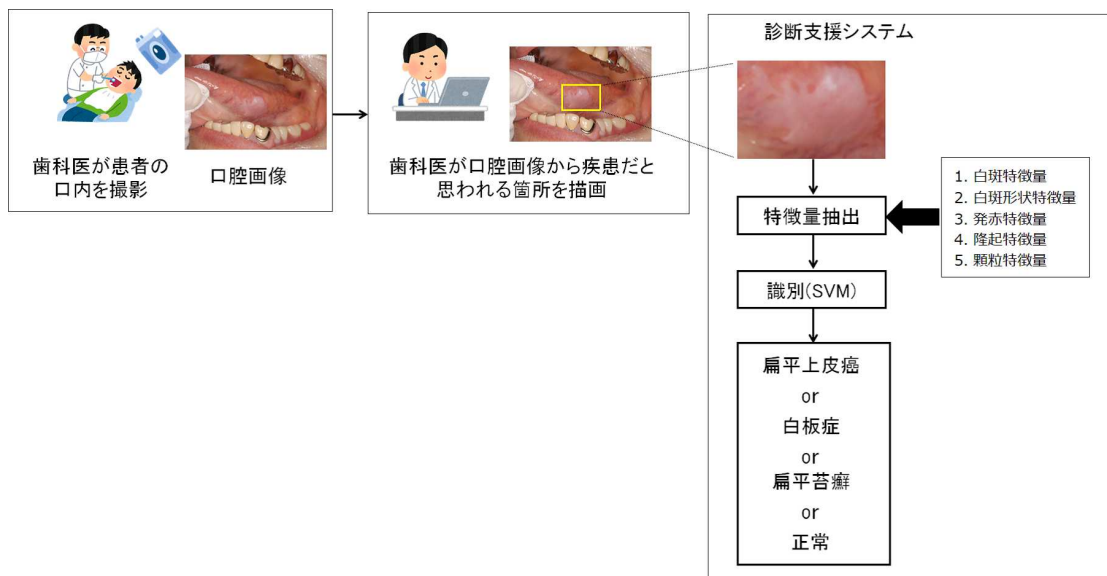 歯科医が患者の
口内を撮影
口腔画像
歯科医が口腔画像から疾患だと
思われる箇所を描画
診断支援システム
特徴量抽出
1. 白斑特徴量
2. 白斑形状特徴量
3. 発赤特徴量
4. 隆起特徴量
5. 顆粒特徴量
識別(SVM)
扁平上皮癌
or
白板症
or
扁平苔癬
or
正常